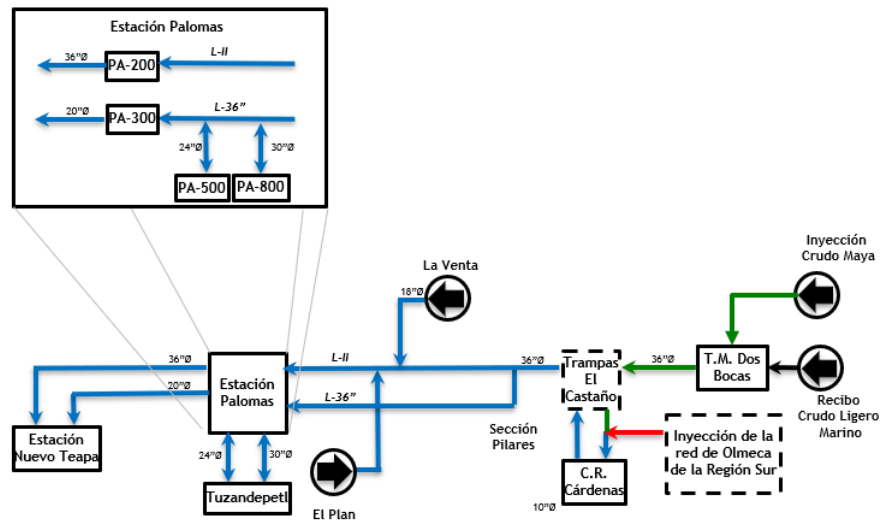 Estación Palomas
36”Ø
PA-200
L-II
20”Ø
PA-300
L-36”
24”Ø
30”Ø
PA-500
PA-800
Inyección
Crudo Maya
La Venta
18”Ø
36”Ø
20”Ø
Estación
Palomas
L-II
L-36”
36”Ø
Trampas
El
Castaño
36”Ø
T.M. Dos
Bocas
Recibo
Crudo Ligero
Marino
Estación
Nuevo Teapa
24”Ø
30”Ø
Tuzandepetl
El Plan
Sección
Pilares
C.R.
Cárdenas
10”Ø
Inyección de la
red de Olmeca
de la Región Sur